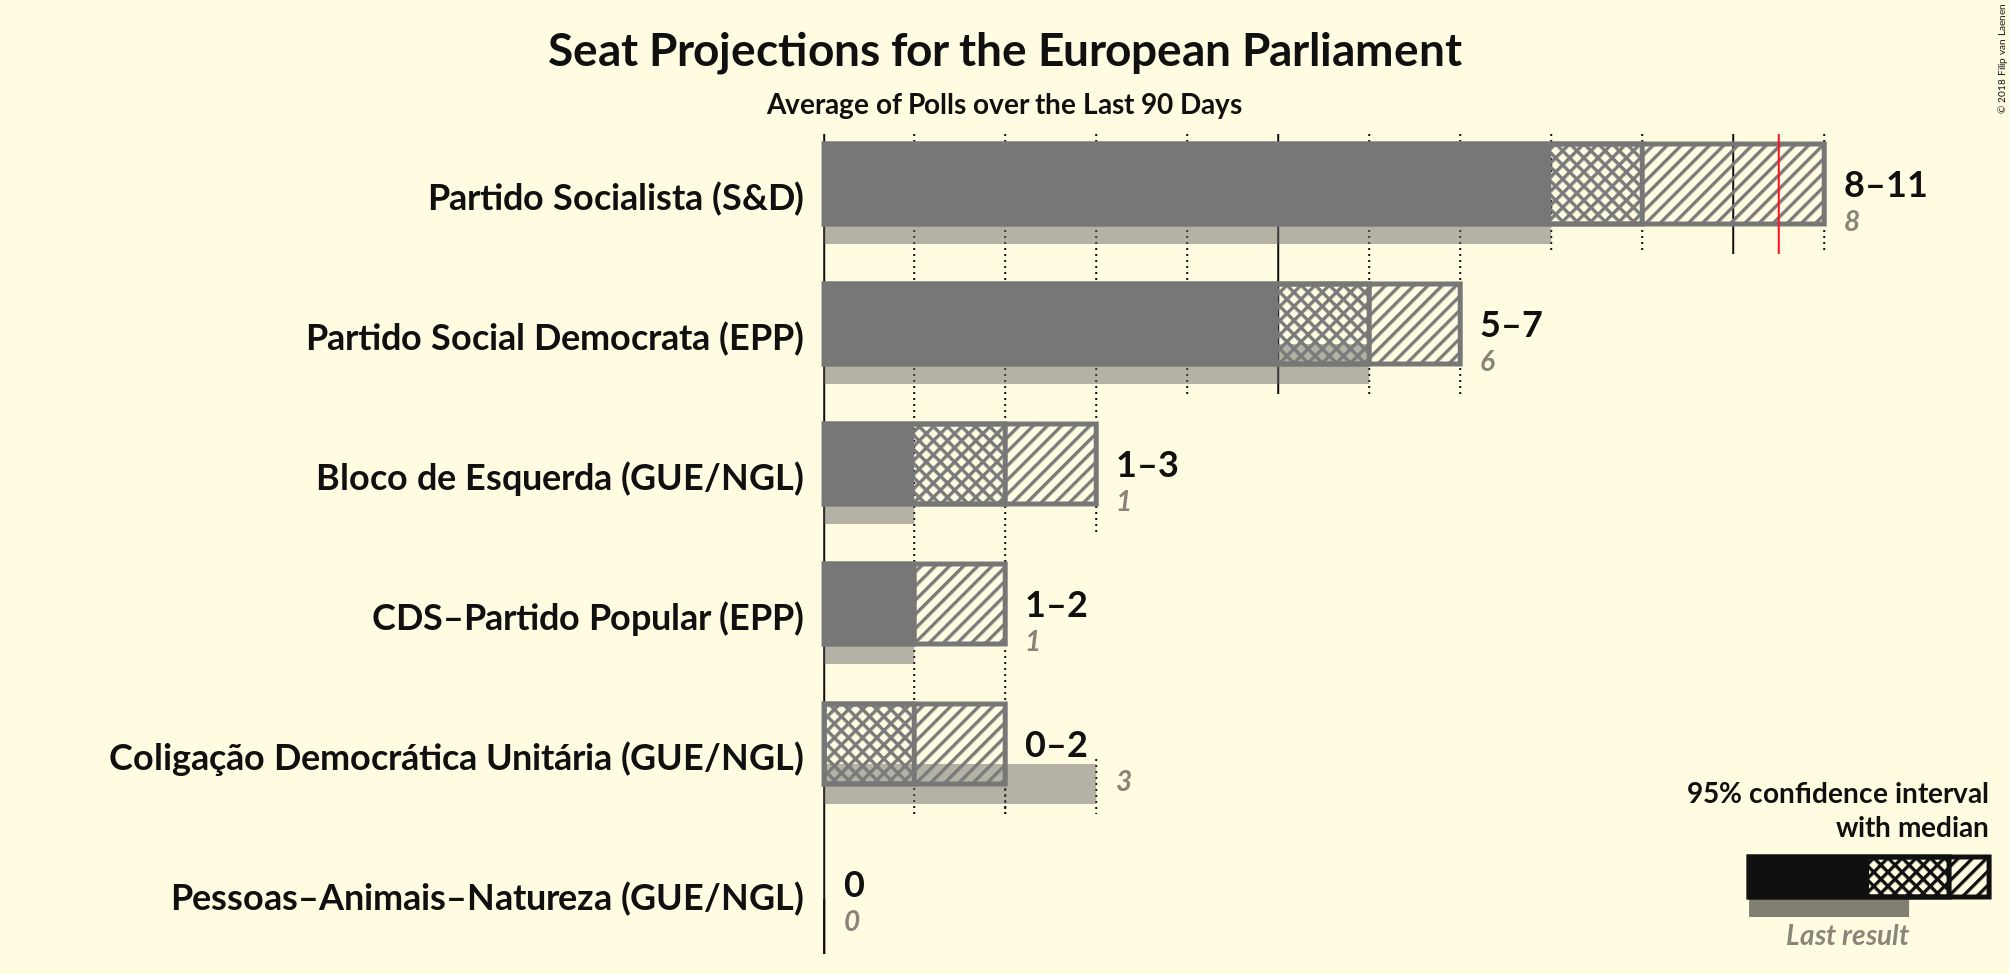 Seat Projections for the European Parliament
Average of Polls over the Last 90 Days
© 2018 Filip van Laenen
Partido Socialista (S&D)
8–11
8
Partido Social Democrata (EPP)
5–7
6
Bloco de Esquerda (GUE/NGL)
1–3
1
CDS–Partido Popular (EPP)
1–2
1
Coligação Democrática Unitária (GUE/NGL)
0–2
3
Pessoas–Animais–Natureza (GUE/NGL)
0
0
95% confidence interval
with median
Last result